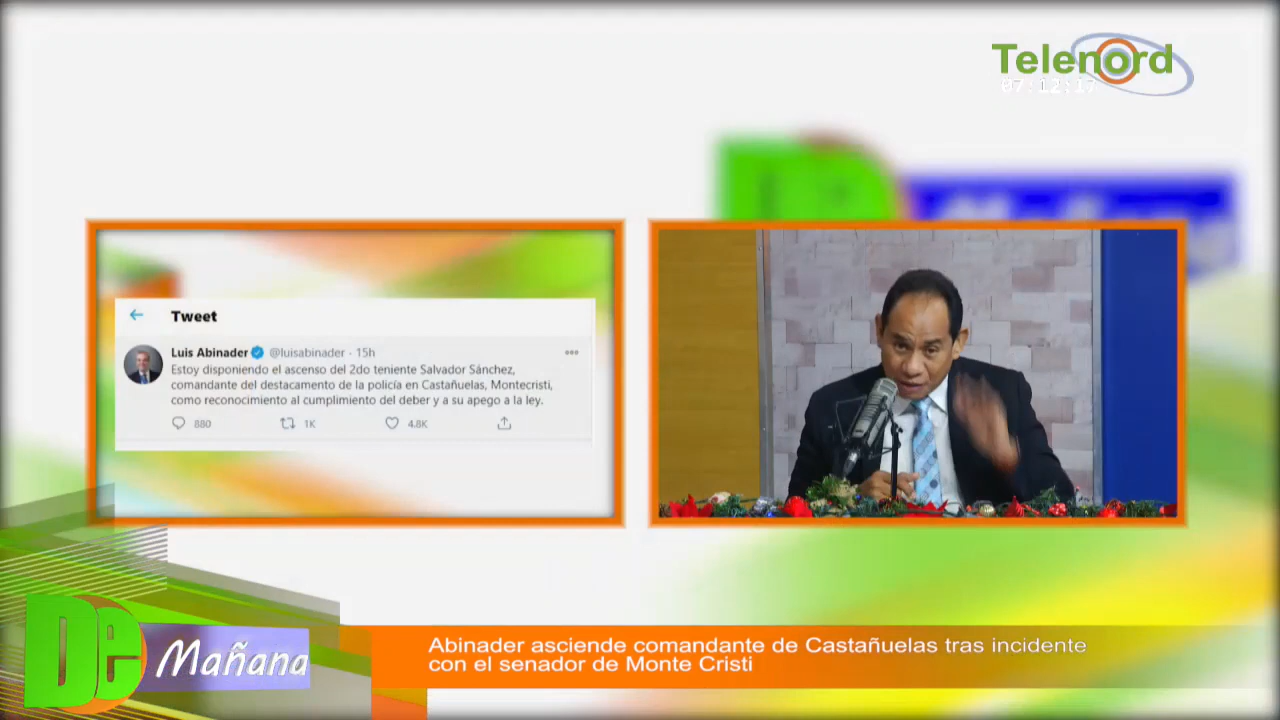 Telenord
07:12:17
De
Tweet
Luis Abinader @luisabinader · 15h
Estoy disponiendo el ascenso del 2do teniente Salvador Sánchez,
comandante del destacamento de la policía en Castañuelas, Montecristi,
como reconocimiento al cumplimiento del deber y a su apego a la ley.
880 1K 4.8K
De Mañana
Abinader asciende comandante de Castañuelas tras incidente
con el senador de Monte Cristi